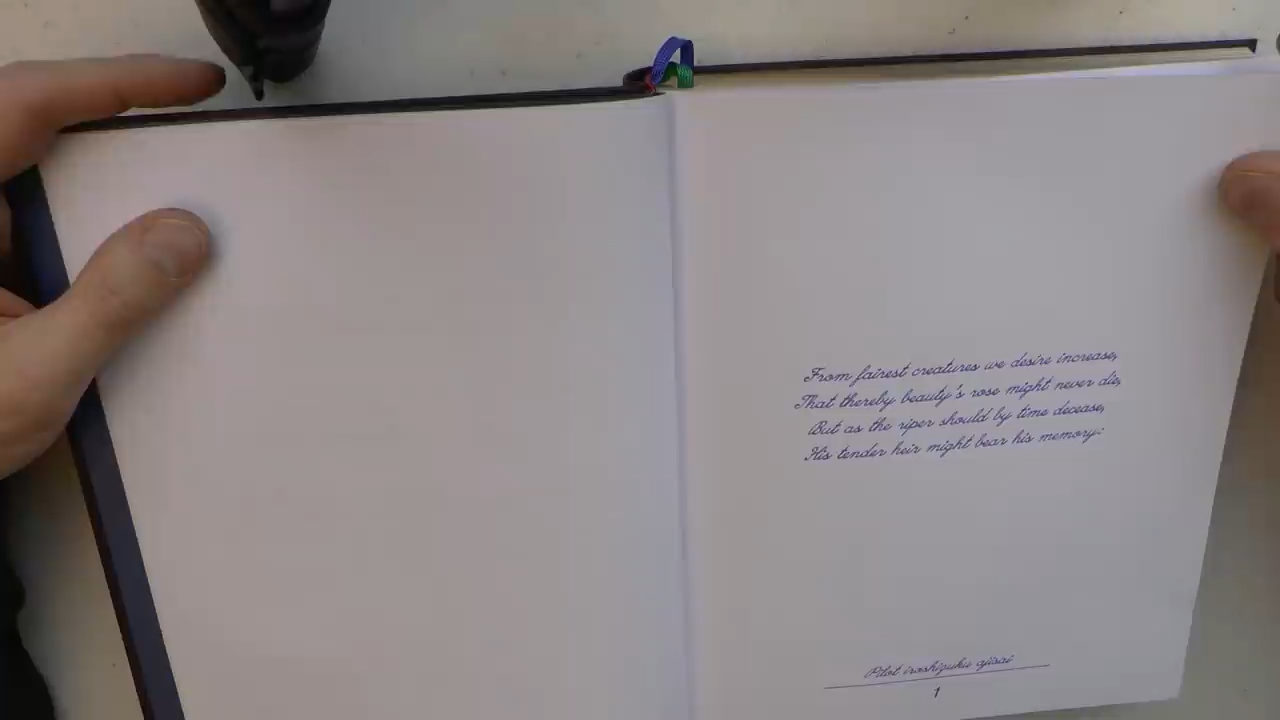 From fairest creatures we desire increase,
That thereby beauty's rose might never die,
But as the riper should by time decease,
His tender heir might bear his memory:
Pilot iroshizuku ajisai
1